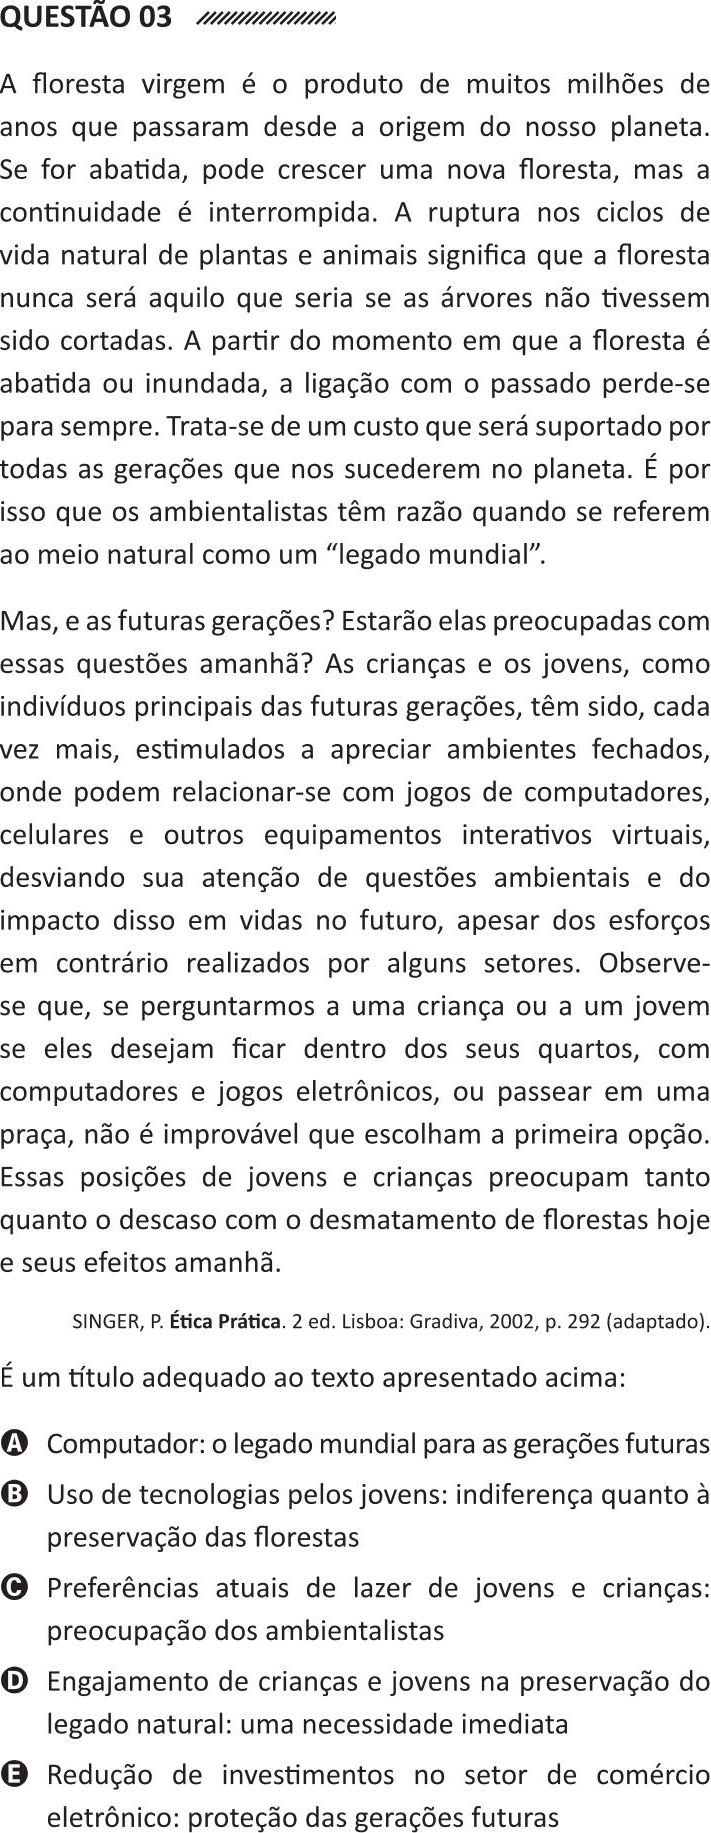 QUESTÃO 03
A floresta virgem é o produto de muitos milhões de
anos que passaram desde a origem do nosso planeta.
Se for abatida, pode crescer uma nova floresta, mas a
continuidade é interrompida. A ruptura nos ciclos de
vida natural de plantas e animais significa que a floresta
nunca será aquilo que seria se as árvores não tivessem
sido cortadas. A partir do momento em que a floresta é
abatida ou inundada, a ligação com o passado perde-se
para sempre. Trata-se de um custo que será suportado por
todas as gerações que nos sucederem no planeta. É por
isso que os ambientalistas têm razão quando se referem
ao meio natural como um “legado mundial”.
Mas, e as futuras gerações? Estarão elas preocupadas com
essas questões amanhã? As crianças e os jovens, como
indivíduos principais das futuras gerações, têm sido, cada
vez mais, estimulados a apreciar ambientes fechados,
onde podem relacionar-se com jogos de computadores,
celulares e outros equipamentos interativos virtuais,
desviando sua atenção de questões ambientais e do
impacto disso em vidas no futuro, apesar dos esforços
em contrário realizados por alguns setores. Observe-
se que, se perguntarmos a uma criança ou a um jovem
se eles desejam ficar dentro dos seus quartos, com
computadores e jogos eletrônicos, ou passear em uma
praça, não é improvável que escolham a primeira opção.
Essas posições de jovens e crianças preocupam tanto
quanto o descaso com o desmatamento de florestas hoje
e seus efeitos amanhã.
SINGER, P. Ética Prática. 2 ed. Lisboa: Gradiva, 2002, p. 292 (adaptado).
É um título adequado ao texto apresentado acima:
A Computador: o legado mundial para as gerações futuras
B Uso de tecnologias pelos jovens: indiferença quanto à
preservação das florestas
C Preferências atuais de lazer de jovens e crianças:
preocupação dos ambientalistas
D Engajamento de crianças e jovens na preservação do
legado natural: uma necessidade imediata
E Redução de investimentos no setor de comércio
eletrônico: proteção das gerações futuras